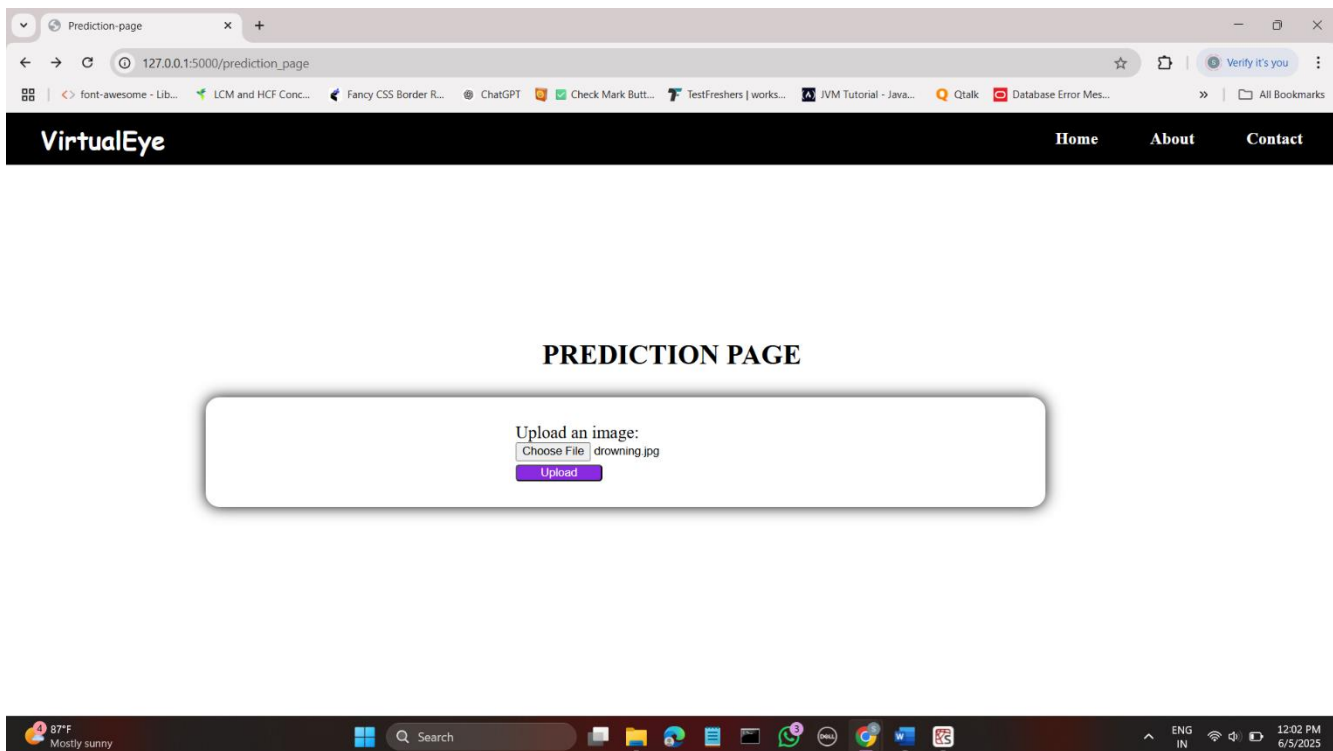 Prediction-page
127.0.0.1:5000/prediction_page
Verify it's you
font-awesome - Lib... LCM and HCF Conc... Fancy CSS Border R... ChatGPT Check Mark Butt... TestFreshers | works... JVM Tutorial - Java... Qtalk Database Error Mes... » All Bookmarks
VirtualEye Home About Contact
PREDICTION PAGE
Upload an image:
Choose File drowning.jpg
Upload
4 87°F
Mostly sunny
Search
3
DELL
ENG
IN
12:02 PM
6/5/2025